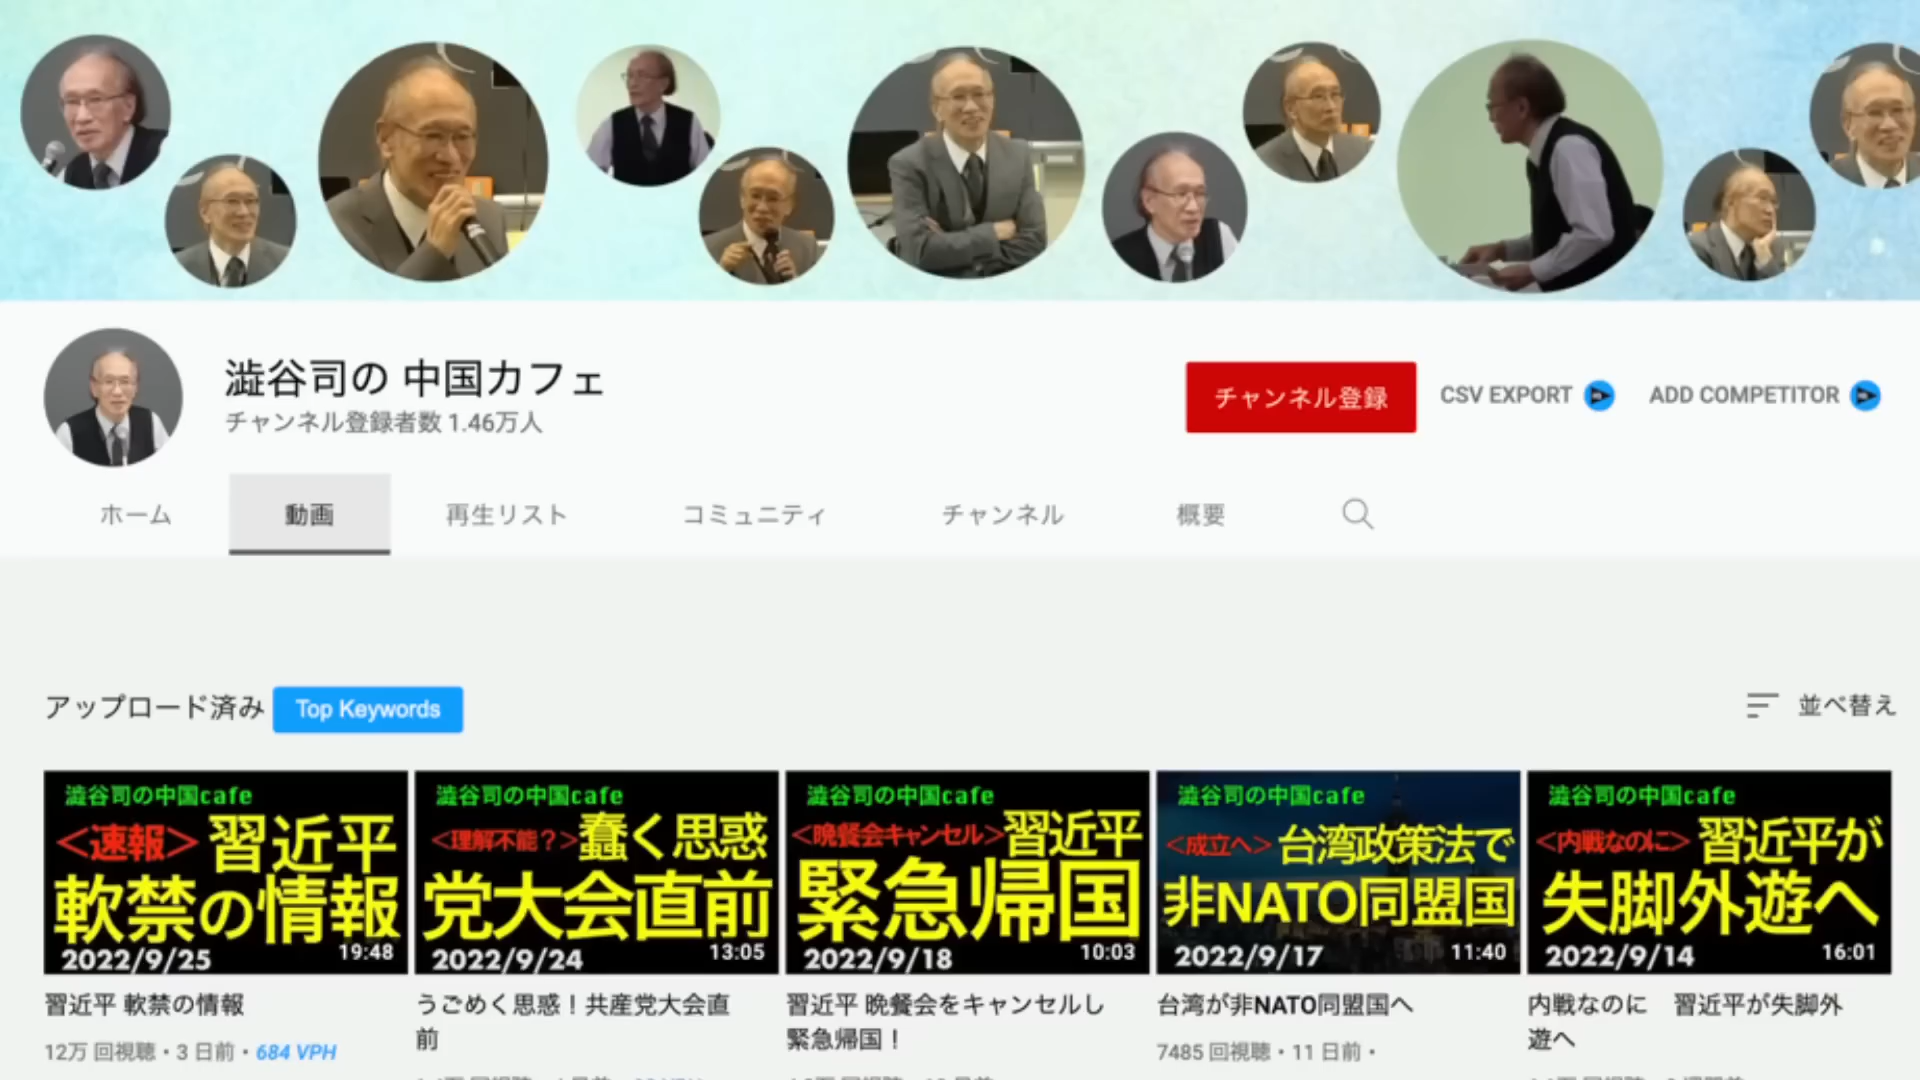 澁谷司の 中国カフェ
チャンネル登録者数 1.46万人
チャンネル登録
CSV EXPORT
ADD COMPETITOR
ホーム
動画
再生リスト
コミュニティ
チャンネル
概要
アップロード済み
Top Keywords
並べ替え
澁谷司の中国cafe
<速報>習近平
軟禁の情報
2022/9/25
19:48
習近平 軟禁の情報
12万 回視聴・3 日前・684 VPH
澁谷司の中国cafe
<理解不能?>蠢く思惑
党大会直前
2022/9/24
13:05
うごめく思惑!共産党大会直
前
澁谷司の中国cafe
<晩餐会キャンセル>習近平
緊急帰国
2022/9/18
10:03
習近平 晩餐会をキャンセルし
緊急帰国!
澁谷司の中国cafe
<成立へ>台湾政策法で
非NATO同盟国
2022/9/17
11:40
台湾が非NATO同盟国へ
7485 回視聴・11 日前・
澁谷司の中国cafe
<内戦なのに>習近平が
失脚外遊へ
2022/9/14
16:01
内戦なのに　習近平が失脚外
遊へ